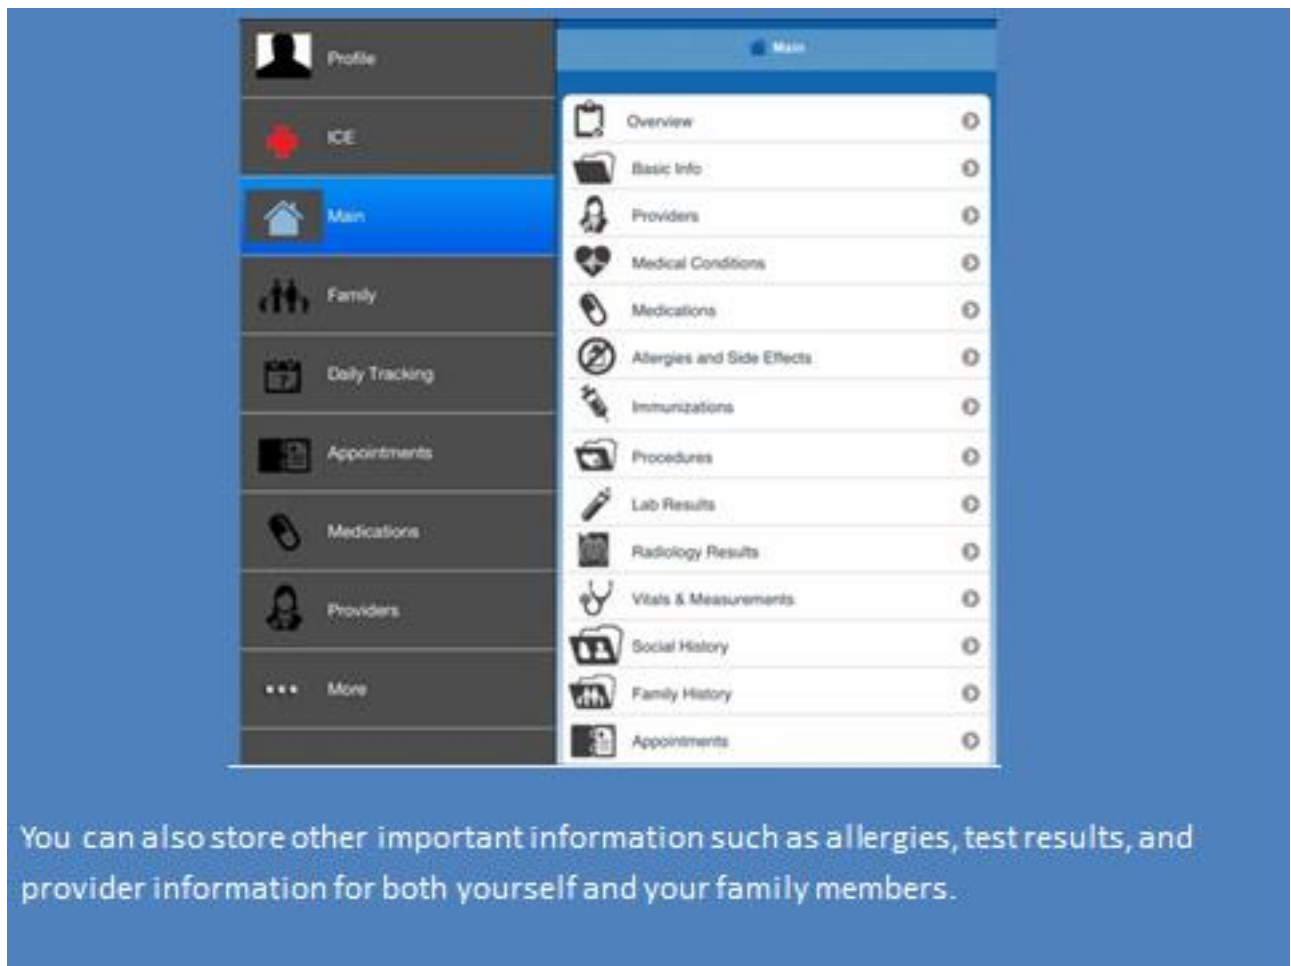 Profile
ICE
Main
Family
Daily Tracking
Appointments
Medications
Providers
More
Main
Overview
Basic Info
Providers
Medical Conditions
Medications
Allergies and Side Effects
Immunizations
Procedures
Lab Results
Radiology Results
Vitals & Measurements
Social History
Family History
Appointments
You can also store other important information such as allergies, test results, and
provider information for both yourself and your family members.